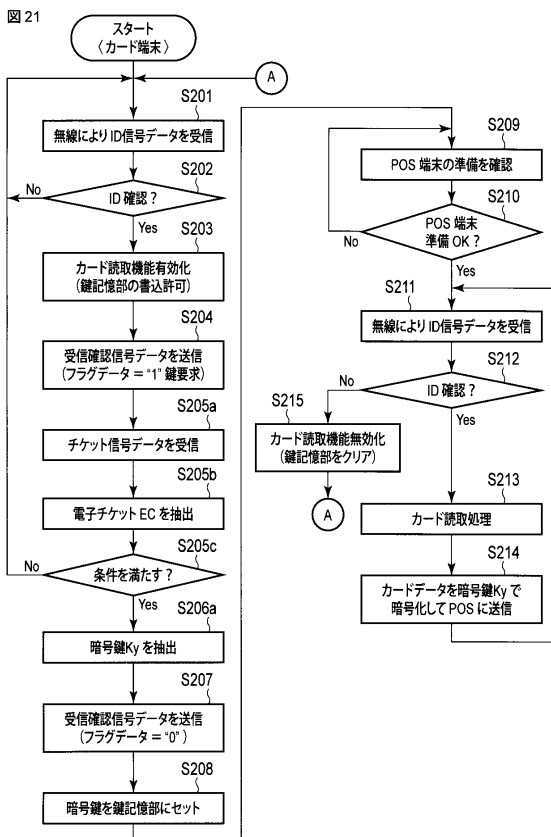 図 21
スタート
〈 カード端末 〉
A
S201
無線により ID信号データを受信
S202
ID 確認 ?
No
Yes
S203
カード読取機能有効化
(鍵記憶部の書込許可)
S204
受信確認信号データを送信
(フラグデータ = “1” 鍵要求)
S205a
チケット信号データを受信
S205b
電子チケット EC を抽出
S205c
条件を満たす ?
No
Yes
S206a
暗号鍵Ky を抽出
S207
受信確認信号データを送信
(フラグデータ = “0” )
S208
暗号鍵を鍵記憶部にセット
S209
POS 端末の準備を確認
S210
POS 端末
準備 OK ?
No
Yes
S211
無線により ID信号データを受信
S212
ID 確認 ?
No
Yes
S215
カード読取機能無効化
(鍵記憶部をクリア)
A
S213
カード読取処理
S214
カードデータを暗号鍵Ky で
暗号化して POS に送信